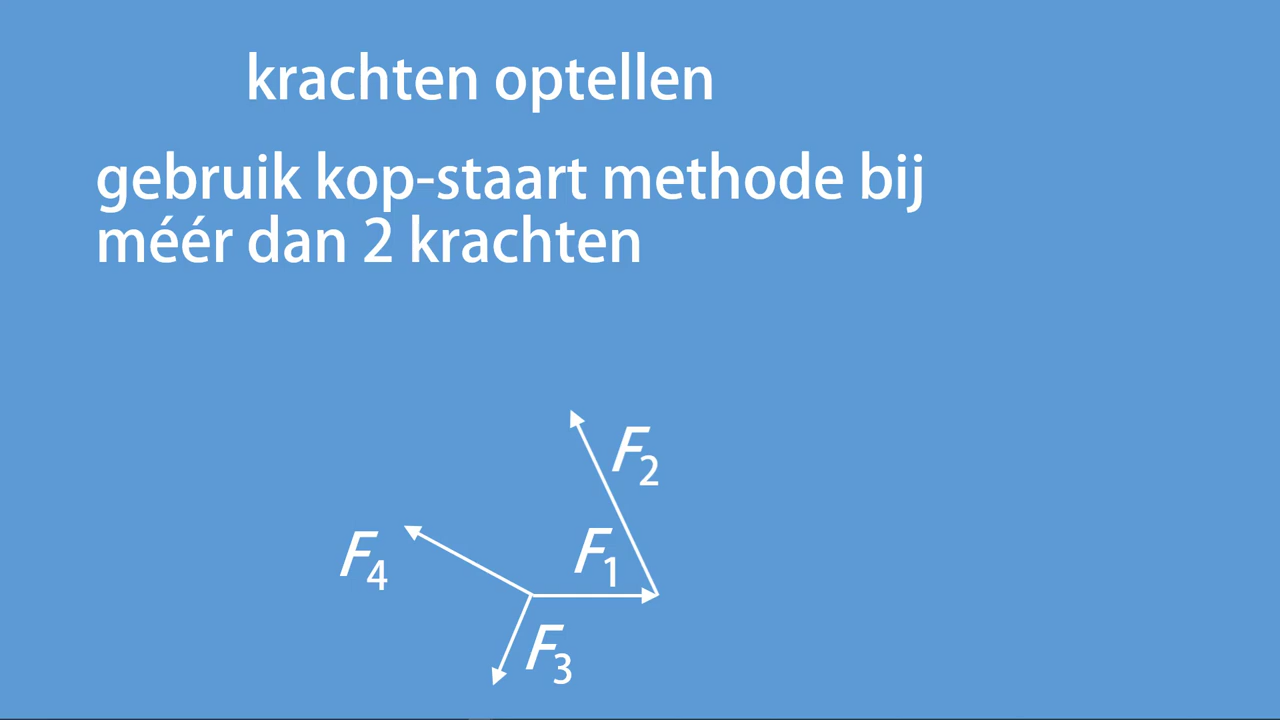 krachten optellen
gebruik kop-staart methode bij
méér dan 2 krachten
F2
F1
F4
F3